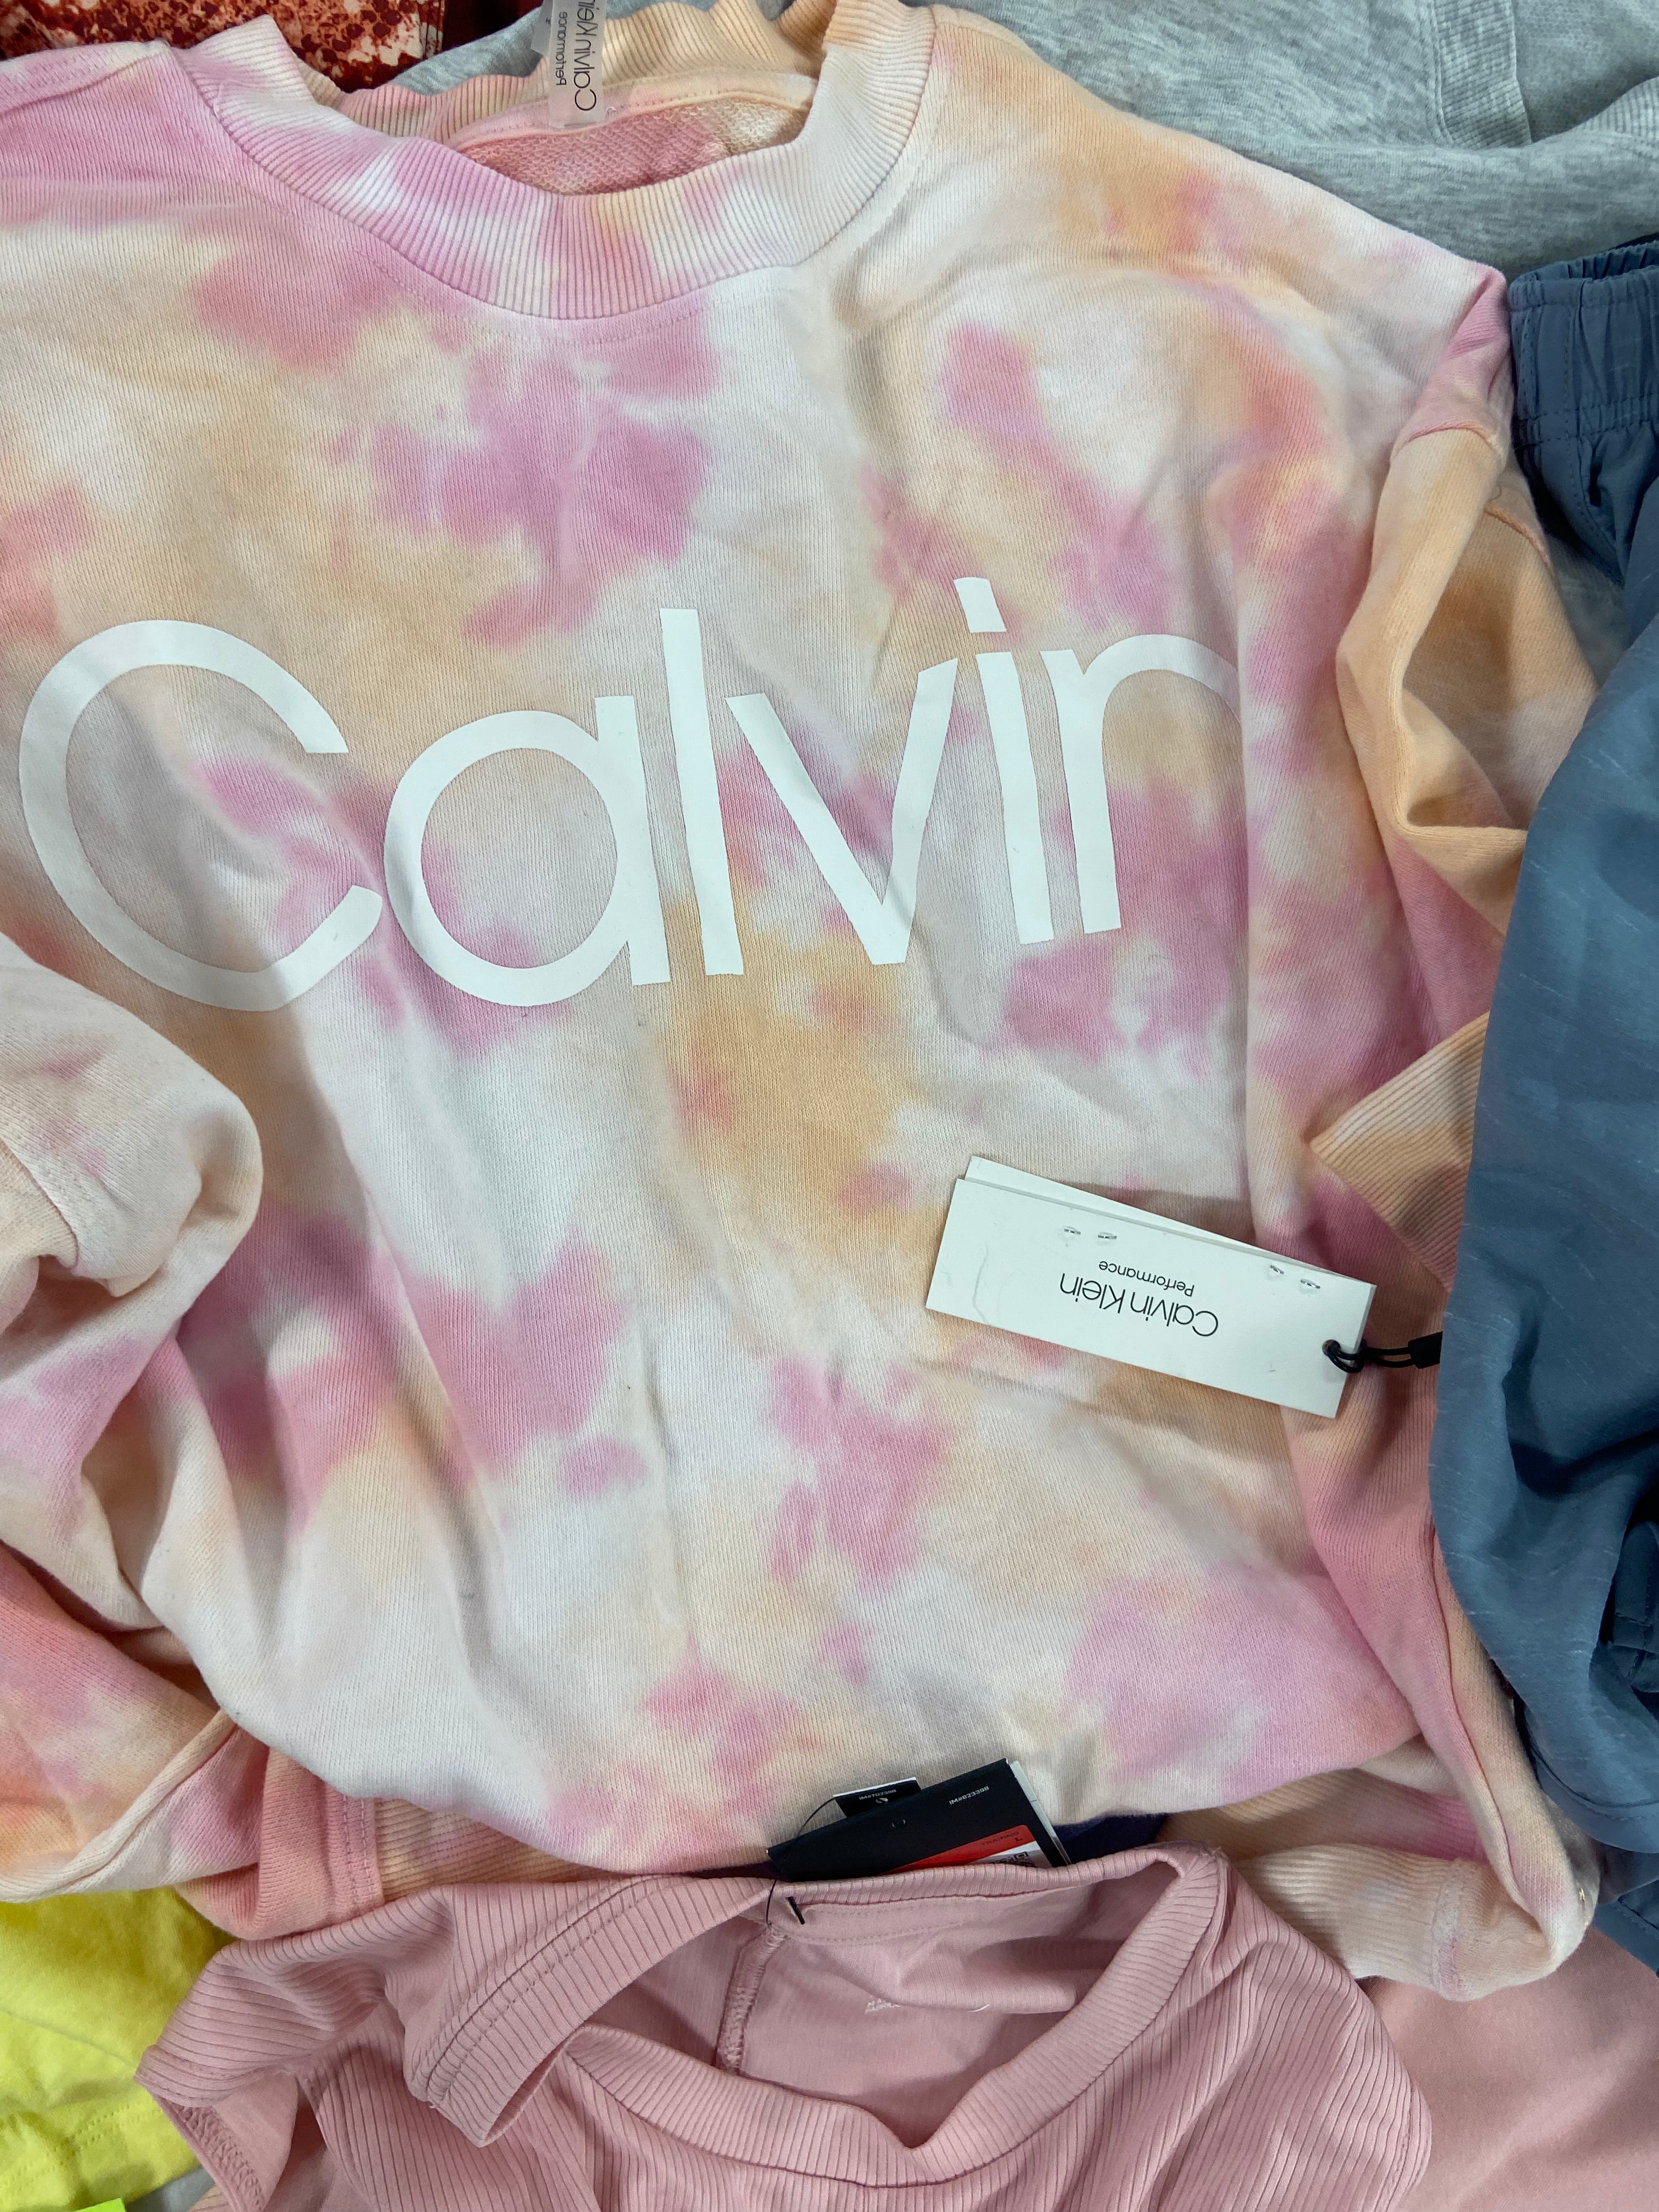 Calvin Klein
Performance
Calvin
Calvin Klein
Performance